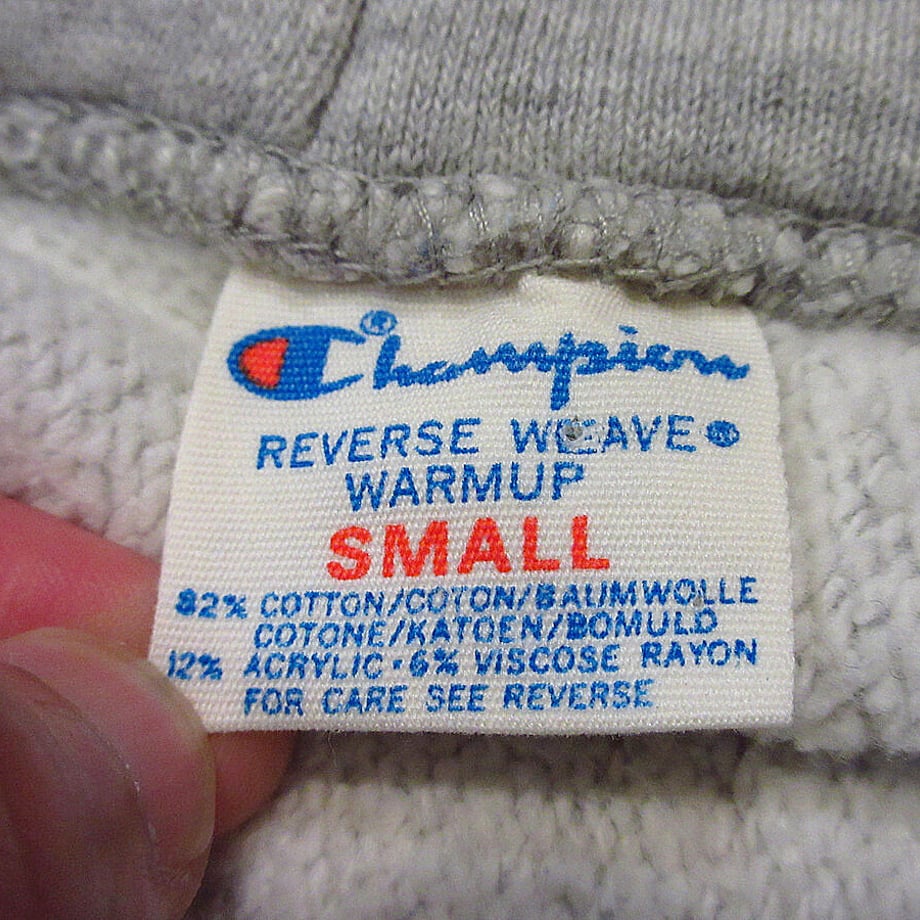 Champion®
REVERSE WEAVE®
WARMUP
SMALL
82% COTTON/COTON/BAUMWOLLE
COTONE/KATOEN/BOMULD
12% ACRYLIC·6% VISCOSE RAYON
FOR CARE SEE REVERSE